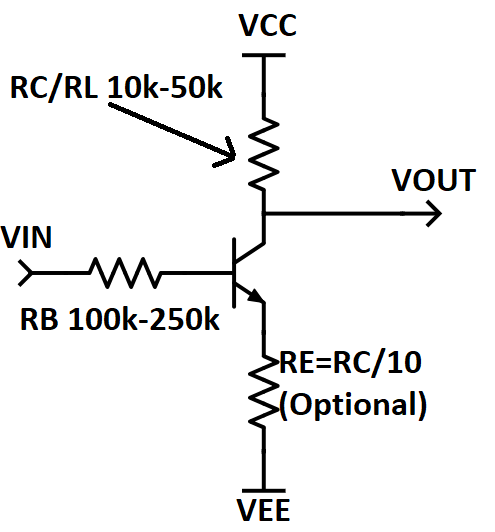 VCC
RC/RL 10k-50k
VOUT
VIN
RB 100k-250k
RE=RC/10
(Optional)
VEE